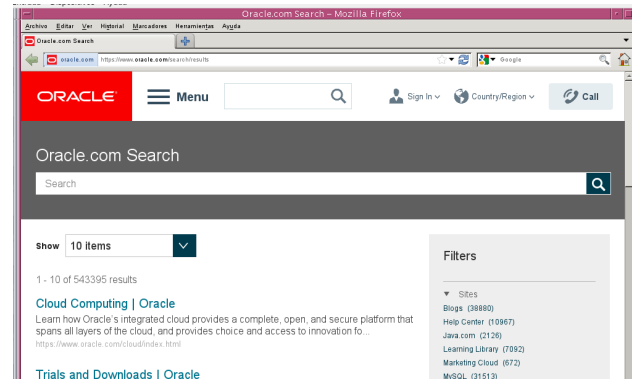 Oracle.com Search - Mozilla Firefox
Archivo Editar Ver Historial Marcadores Herramientas Ayuda
Oracle.com Search
oracle.com https://www.oracle.com/search/results
Google
ORACLE
Menu
Sign In
Country/Region
Call
Oracle.com Search
Search
Show 10 items
1 - 10 of 543395 results
Cloud Computing | Oracle
Learn how Oracle's integrated cloud provides a complete, open, and secure platform that
spans all layers of the cloud, and provides choice and access to innovation fo...
https://www.oracle.com/cloud/index.html
Trials and Downloads | Oracle
Filters
Sites
Blogs (38880)
Help Center (10967)
Java.com (2126)
Learning Library (7092)
Marketing Cloud (672)
MySQL (31513)